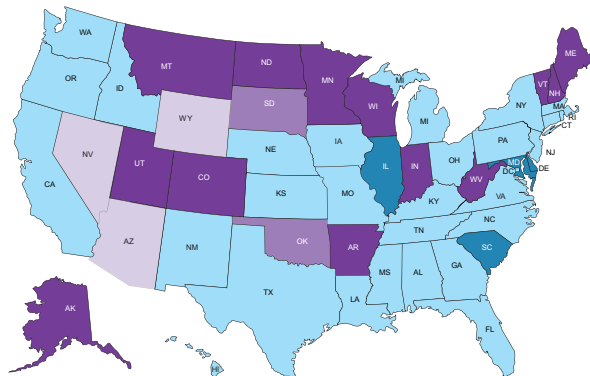 WA
OR
ID
MT
ND
MN
WI
MI
MI
ME
VT
NH
NY
MA
RI
CT
SD
WY
NE
IA
IL
IN
OH
PA
NJ
NV
UT
CO
KS
MO
KY
WV
MD
DC
DE
VA
CA
AZ
NM
OK
AR
TN
NC
SC
TX
LA
MS
AL
GA
FL
AK
HI